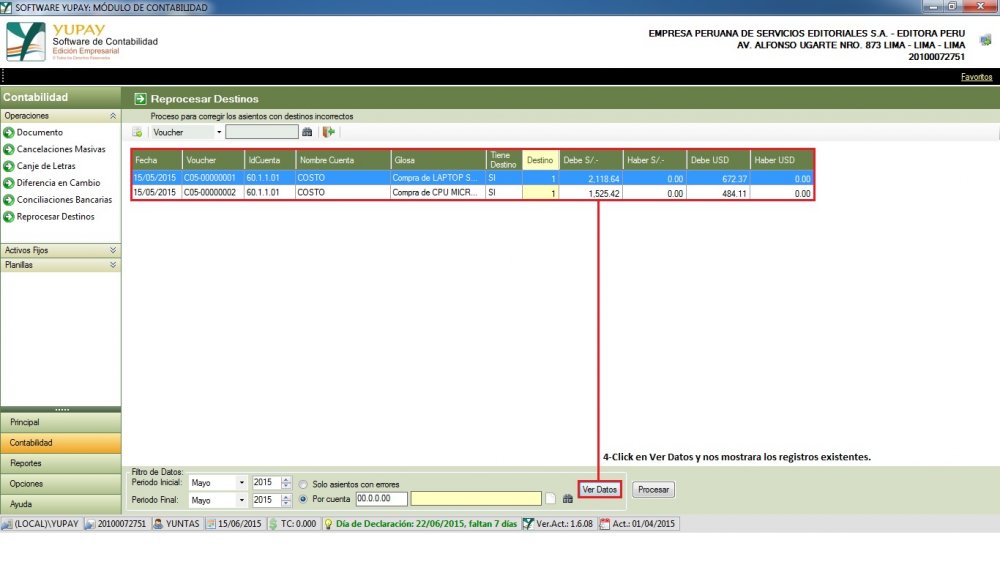 SOFTWARE YUPAY: MÓDULO DE CONTABILIDAD
YUPAY
Software de Contabilidad
Edición Empresarial
© Todos los Derechos Reservados
EMPRESA PERUANA DE SERVICIOS EDITORIALES S.A. - EDITORA PERU
AV. ALFONSO UGARTE NRO. 873 LIMA - LIMA - LIMA
20100072751
Favoritos
Contabilidad
Reprocesar Destinos
Operaciones
Proceso para corregir los asientos con destinos incorrectos
Documento
Voucher
Cancelaciones Masivas
Canje de Letras
Diferencia en Cambio
Conciliaciones Bancarias
Reprocesar Destinos
Activos Fijos
Planillas
Fecha Voucher IdCuenta Nombre Cuenta Glosa Tiene Destino Destino Debe S/.- Haber S/.- Debe USD Haber USD
15/05/2015 C05-00000001 60.1.1.01 COSTO Compra de LAPTOP S... SI 1 2,118.64 0.00 672.37 0.00
15/05/2015 C05-00000002 60.1.1.01 COSTO Compra de CPU MICR... SI 1 1,525.42 0.00 484.11 0.00
Principal
Contabilidad
Reportes
Opciones
Ayuda
4-Click en Ver Datos y nos mostrara los registros existentes.
Filtro de Datos:
Periodo Inicial: Mayo 2015 Solo asientos con errores
Periodo Final: Mayo 2015 Por cuenta 00.0.0.00
Ver Datos Procesar
(LOCAL)\YUPAY 20100072751 YUNTAS 15/06/2015 TC: 0.000 Día de Declaración: 22/06/2015, faltan 7 días Ver.Act.: 1.6.08 Act.: 01/04/2015